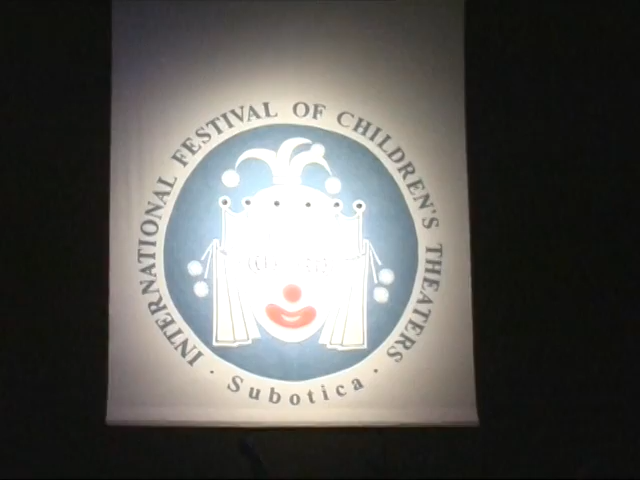 INTERNATIONAL FESTIVAL OF CHILDREN'S THEATERS
· Subotica ·